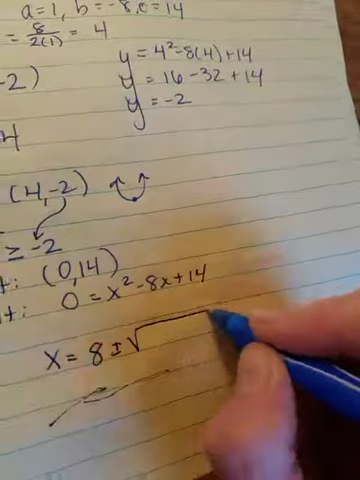 a=1, b=-8, c=14
= 8/2(1) = 4
y = 4²-8(4)+14
-2)
y = 16-32+14
y = -2
4
(4,-2)
≥ -2
t: (0,14)
nt: 0 = x²-8x+14
x = 8±√